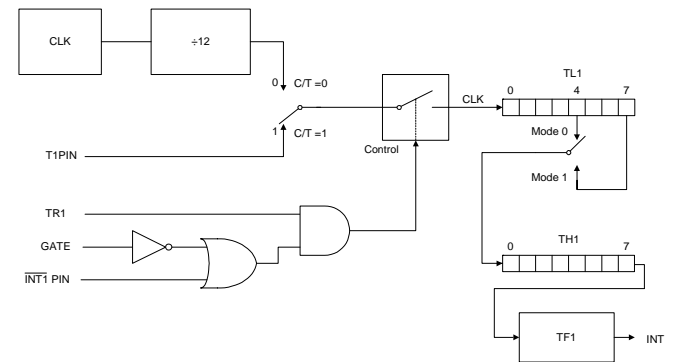 CLK
÷12
0 C/T =0
1 C/T =1
T1PIN
Control
CLK
TL1
0 4 7
Mode 0
Mode 1
TR1
GATE
INT1 PIN
TH1
0 7
TF1
INT